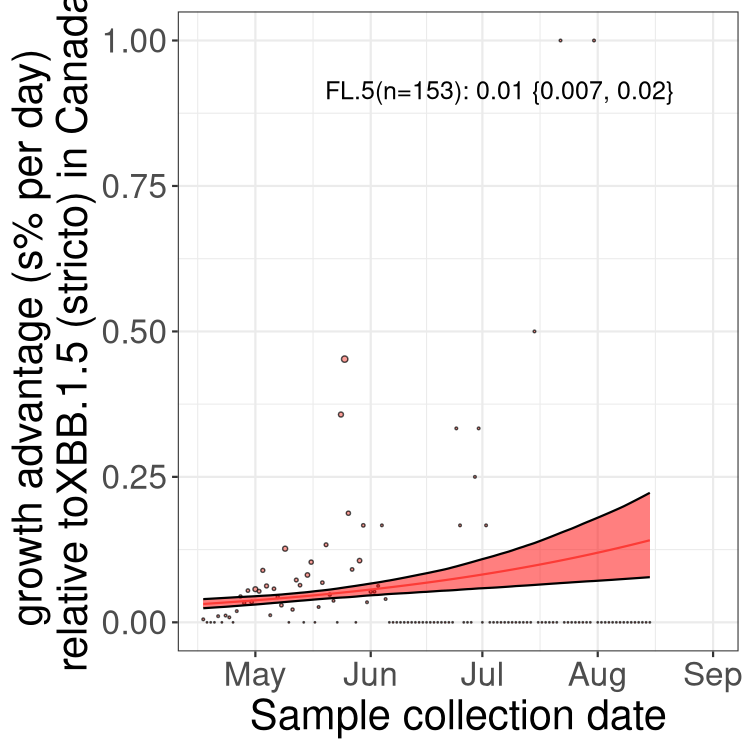 growth advantage (s% per day)
relative toXBB.1.5 (stricto) in Canada
1.00
0.75
0.50
0.25
0.00
FL.5(n=153): 0.01 {0.007, 0.02}
May Jun Jul Aug Sep
Sample collection date